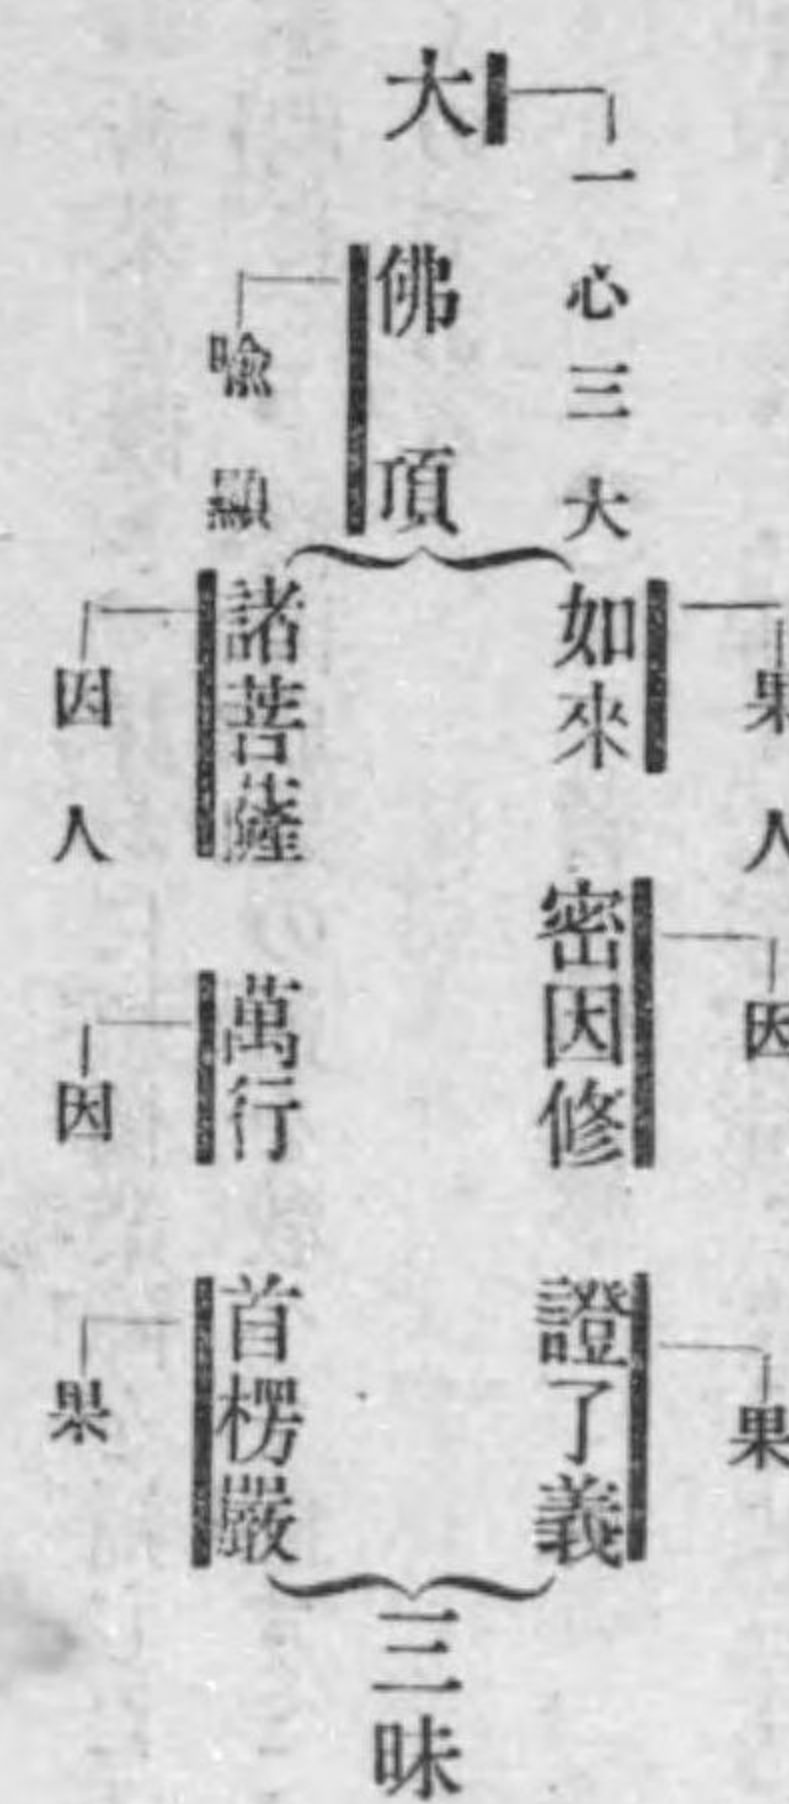 大
一心三大
佛頂
喩顯
如來
果人
密因修
因
證了義
果
諸菩薩
因人
萬行
因
首楞嚴
果
三昧